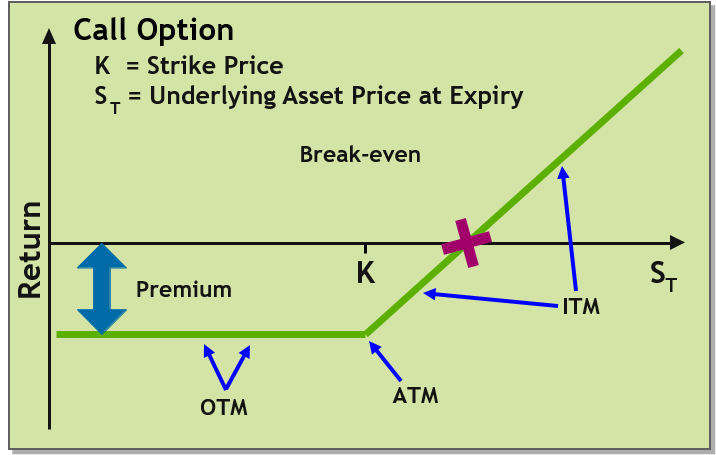 Call Option
K = Strike Price
S_T = Underlying Asset Price at Expiry
Break-even
Return
K
S_T
Premium
ITM
ATM
OTM